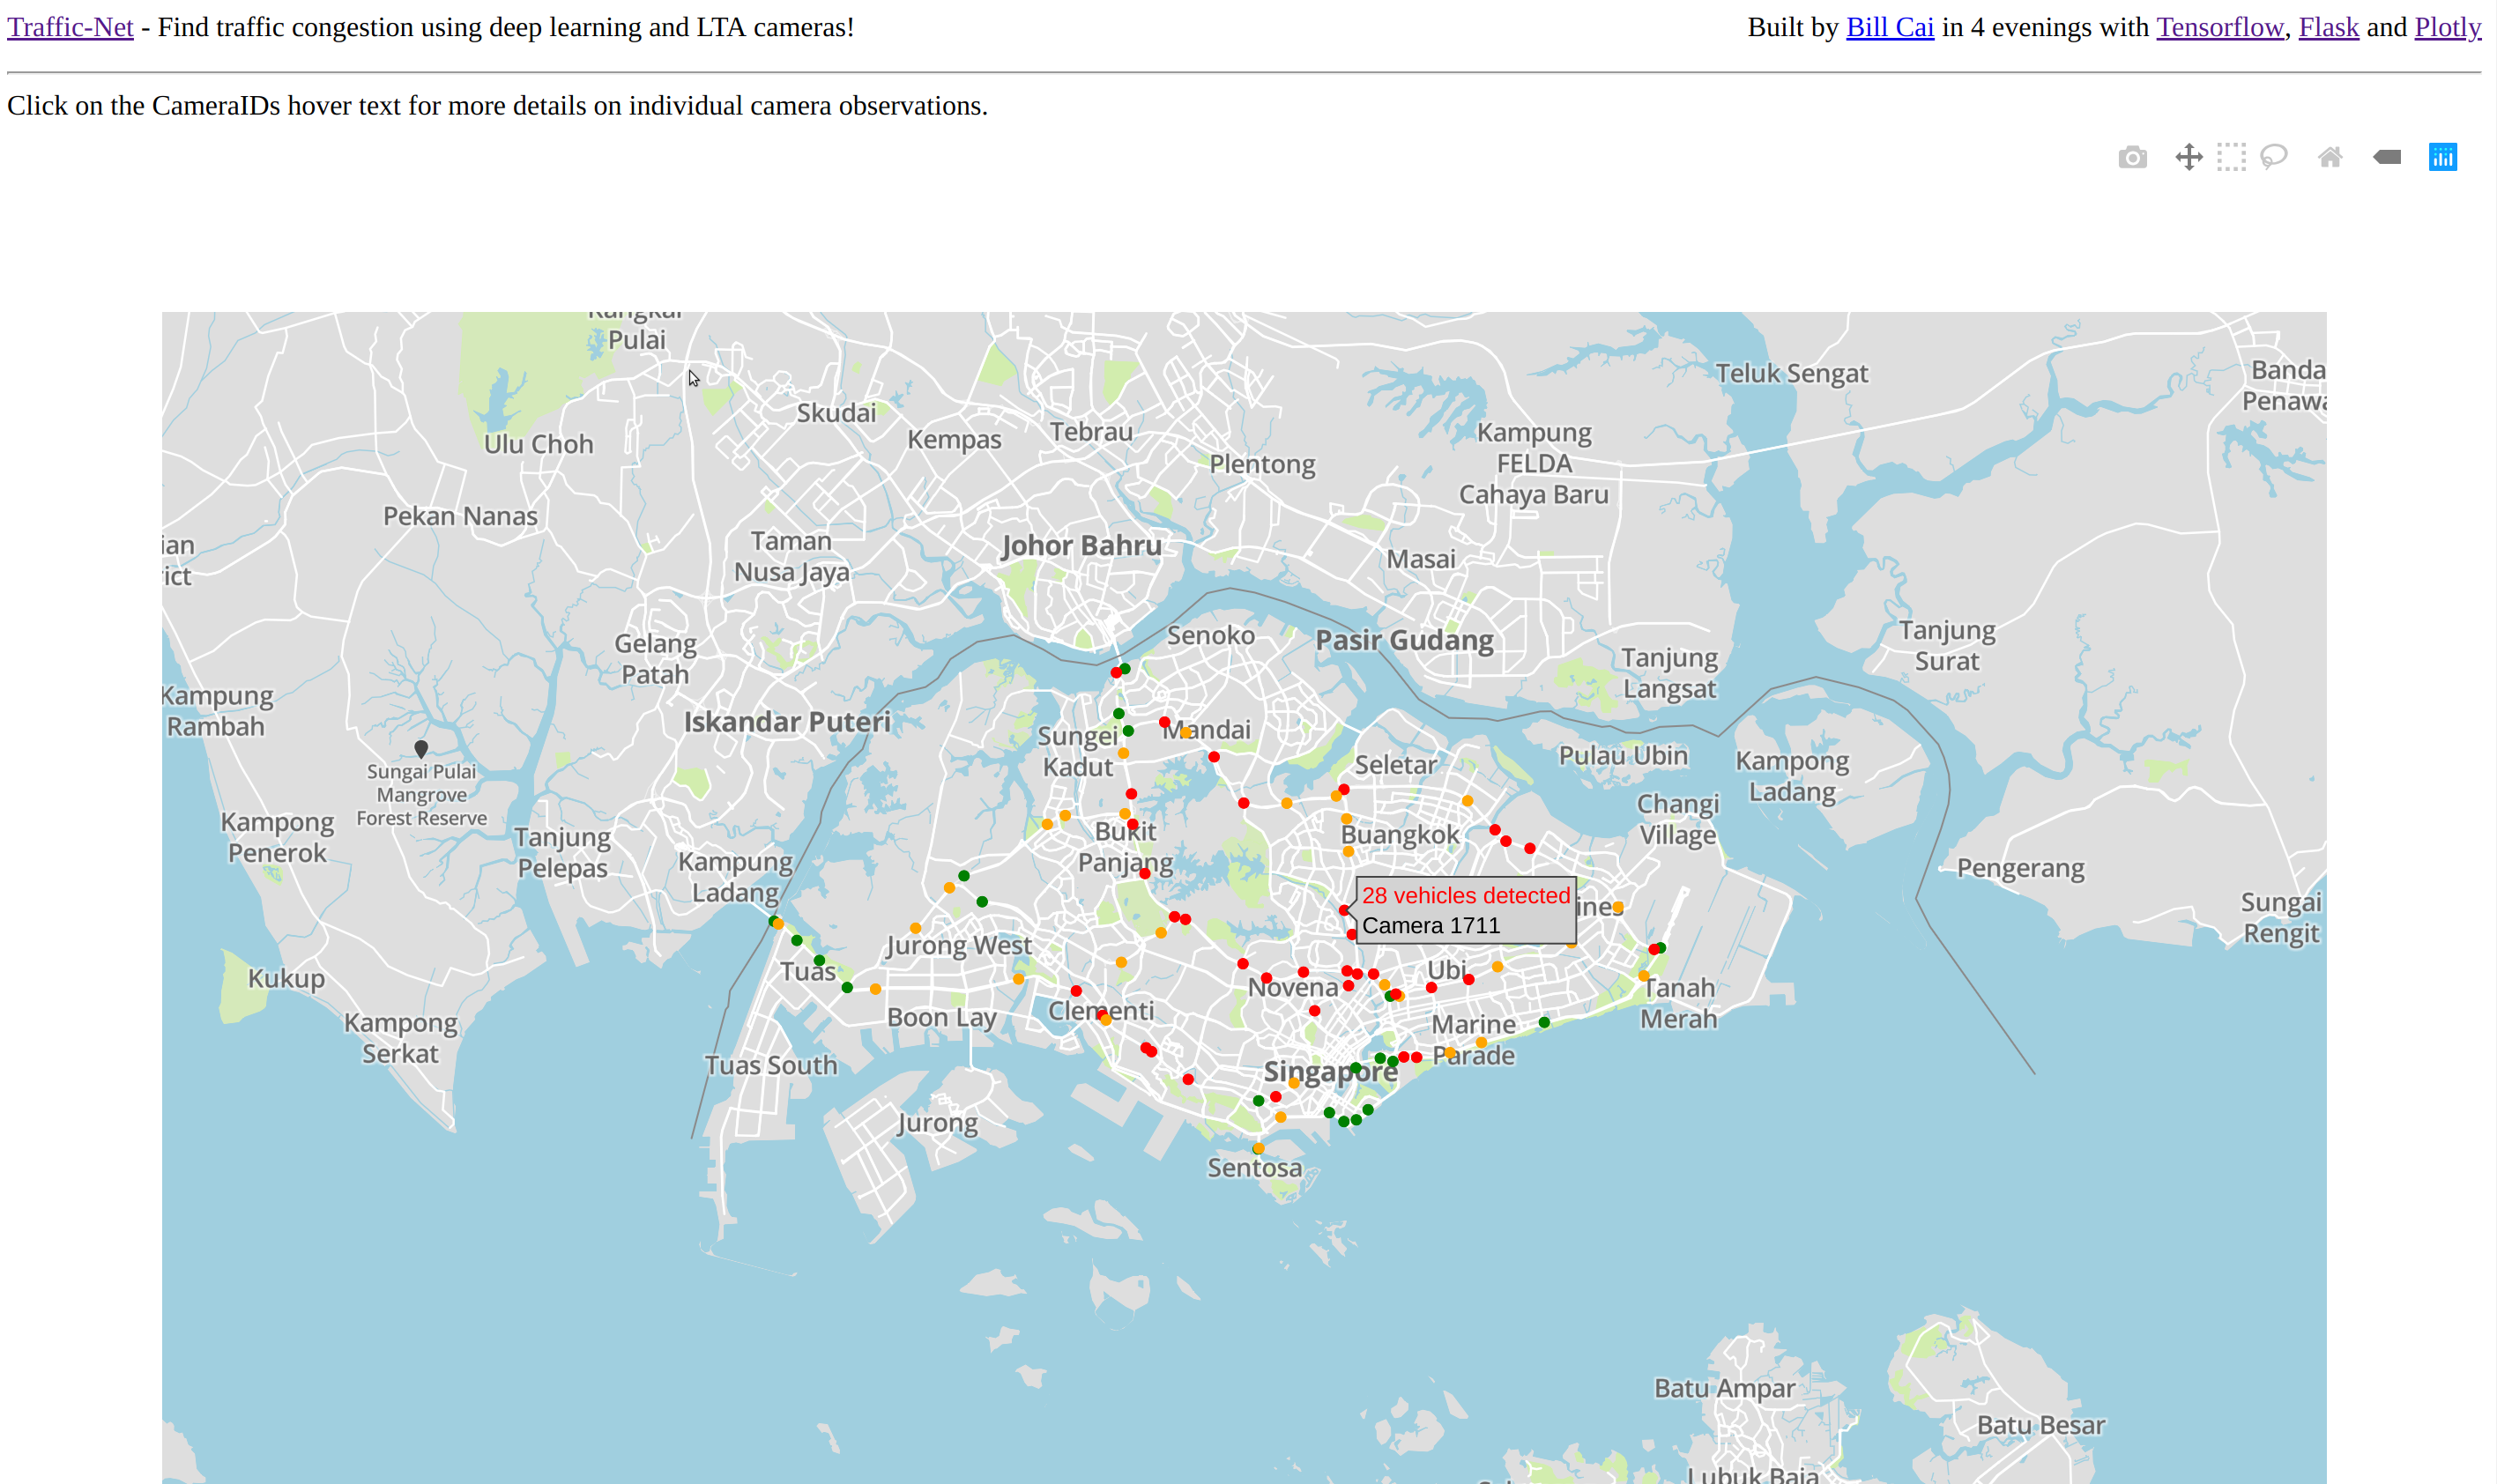 Traffic-Net - Find traffic congestion using deep learning and LTA cameras!
Built by Bill Cai in 4 evenings with Tensorflow, Flask and Plotly
Click on the CameraIDs hover text for more details on individual camera observations.
Pulai
Teluk Sengat
Banda
Penawa
Skudai
Ulu Choh
Kempas
Tebrau
Kampung
FELDA
Cahaya Baru
Plentong
Pekan Nanas
Taman
Nusa Jaya
Johor Bahru
ian
ict
Masai
Senoko
Pasir Gudang
Gelang
Patah
Tanjung
Surat
Tanjung
Langsat
Kampung
Rambah
Iskandar Puteri
Sungei
Kadut
Mandai
Pulau Ubin
Seletar
Kampong
Ladang
Sungai Pulai
Mangrove
Forest Reserve
Changi
Village
Kampong
Penerok
Tanjung
Pelepas
Bukit
Panjang
Buangkok
Kampung
Ladang
Pengerang
28 vehicles detected
Camera 1711
ines
Sungai
Rengit
Jurong West
Kukup
Tuas
Ubi
Novena
Tanah
Merah
Boon Lay
Clementi
Kampong
Serkat
Marine
Parade
Tuas South
Singapore
Jurong
Sentosa
Batu Ampar
Batu Besar
Lubuk Baja